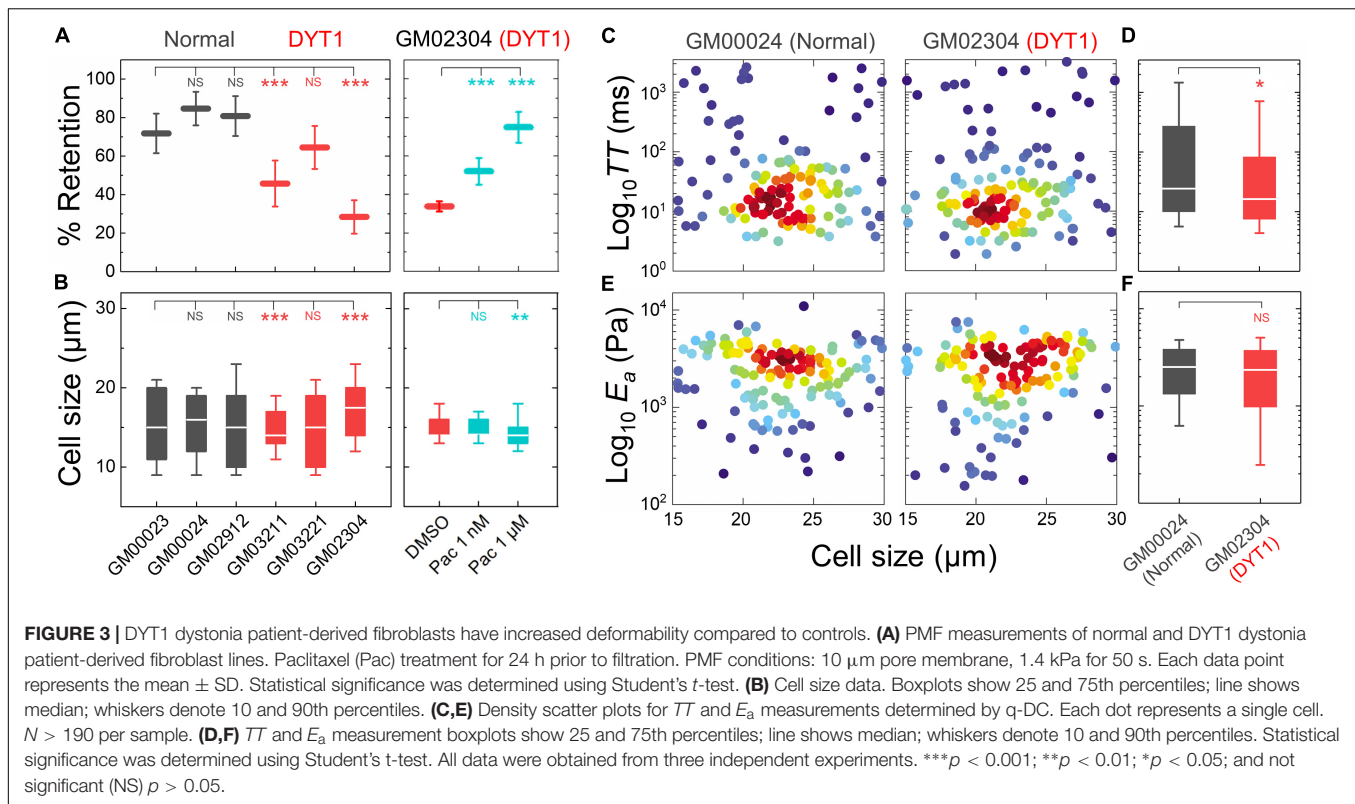 A
Normal
DYT1
GM02304 (DYT1)
% Retention
100
80
60
40
20
0
NS
NS
***
NS
***
***
***
B
Cell size (µm)
30
20
10
NS
NS
***
NS
***
NS
**
GM00023
GM00024
GM02912
GM03211
GM03221
GM02304
DMSO
Pac 1 nM
Pac 1 µM
C
GM00024 (Normal)
GM02304 (DYT1)
Log₁₀TT (ms)
10³
10²
10¹
10⁰
D
*
E
Log₁₀ Eₐ (Pa)
10⁴
10³
10²
15
20
25
30
15
20
25
30
Cell size (µm)
F
NS
GM00024
(Normal)
GM02304
(DYT1)
FIGURE 3 | DYT1 dystonia patient-derived fibroblasts have increased deformability compared to controls. (A) PMF measurements of normal and DYT1 dystonia
patient-derived fibroblast lines. Paclitaxel (Pac) treatment for 24 h prior to filtration. PMF conditions: 10 µm pore membrane, 1.4 kPa for 50 s. Each data point
represents the mean ± SD. Statistical significance was determined using Student's t-test. (B) Cell size data. Boxplots show 25 and 75th percentiles; line shows
median; whiskers denote 10 and 90th percentiles. (C,E) Density scatter plots for TT and Eₐ measurements determined by q-DC. Each dot represents a single cell.
N > 190 per sample. (D,F) TT and Eₐ measurement boxplots show 25 and 75th percentiles; line shows median; whiskers denote 10 and 90th percentiles. Statistical
significance was determined using Student's t-test. All data were obtained from three independent experiments. ***p < 0.001; **p < 0.01; *p < 0.05; and not
significant (NS) p > 0.05.